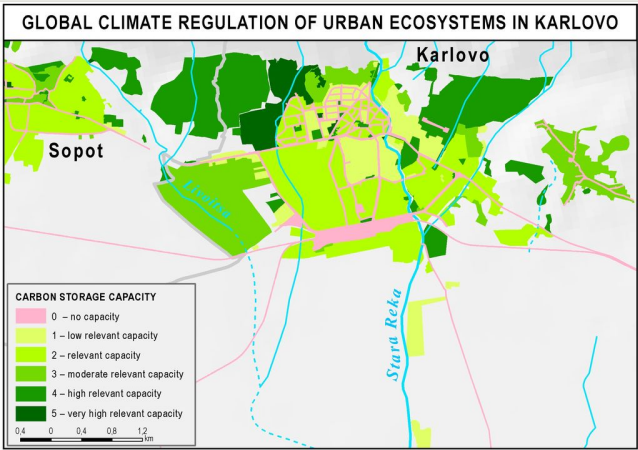 GLOBAL CLIMATE REGULATION OF URBAN ECOSYSTEMS IN KARLOVO
Karlovo
Sopot
Stara Reka
CARBON STORAGE CAPACITY
0 – no capacity
1 – low relevant capacity
2 – relevant capacity
3 – moderate relevant capacity
4 – high relevant capacity
5 – very high relevant capacity
0,4 0 0,4 0,8 1,2
km